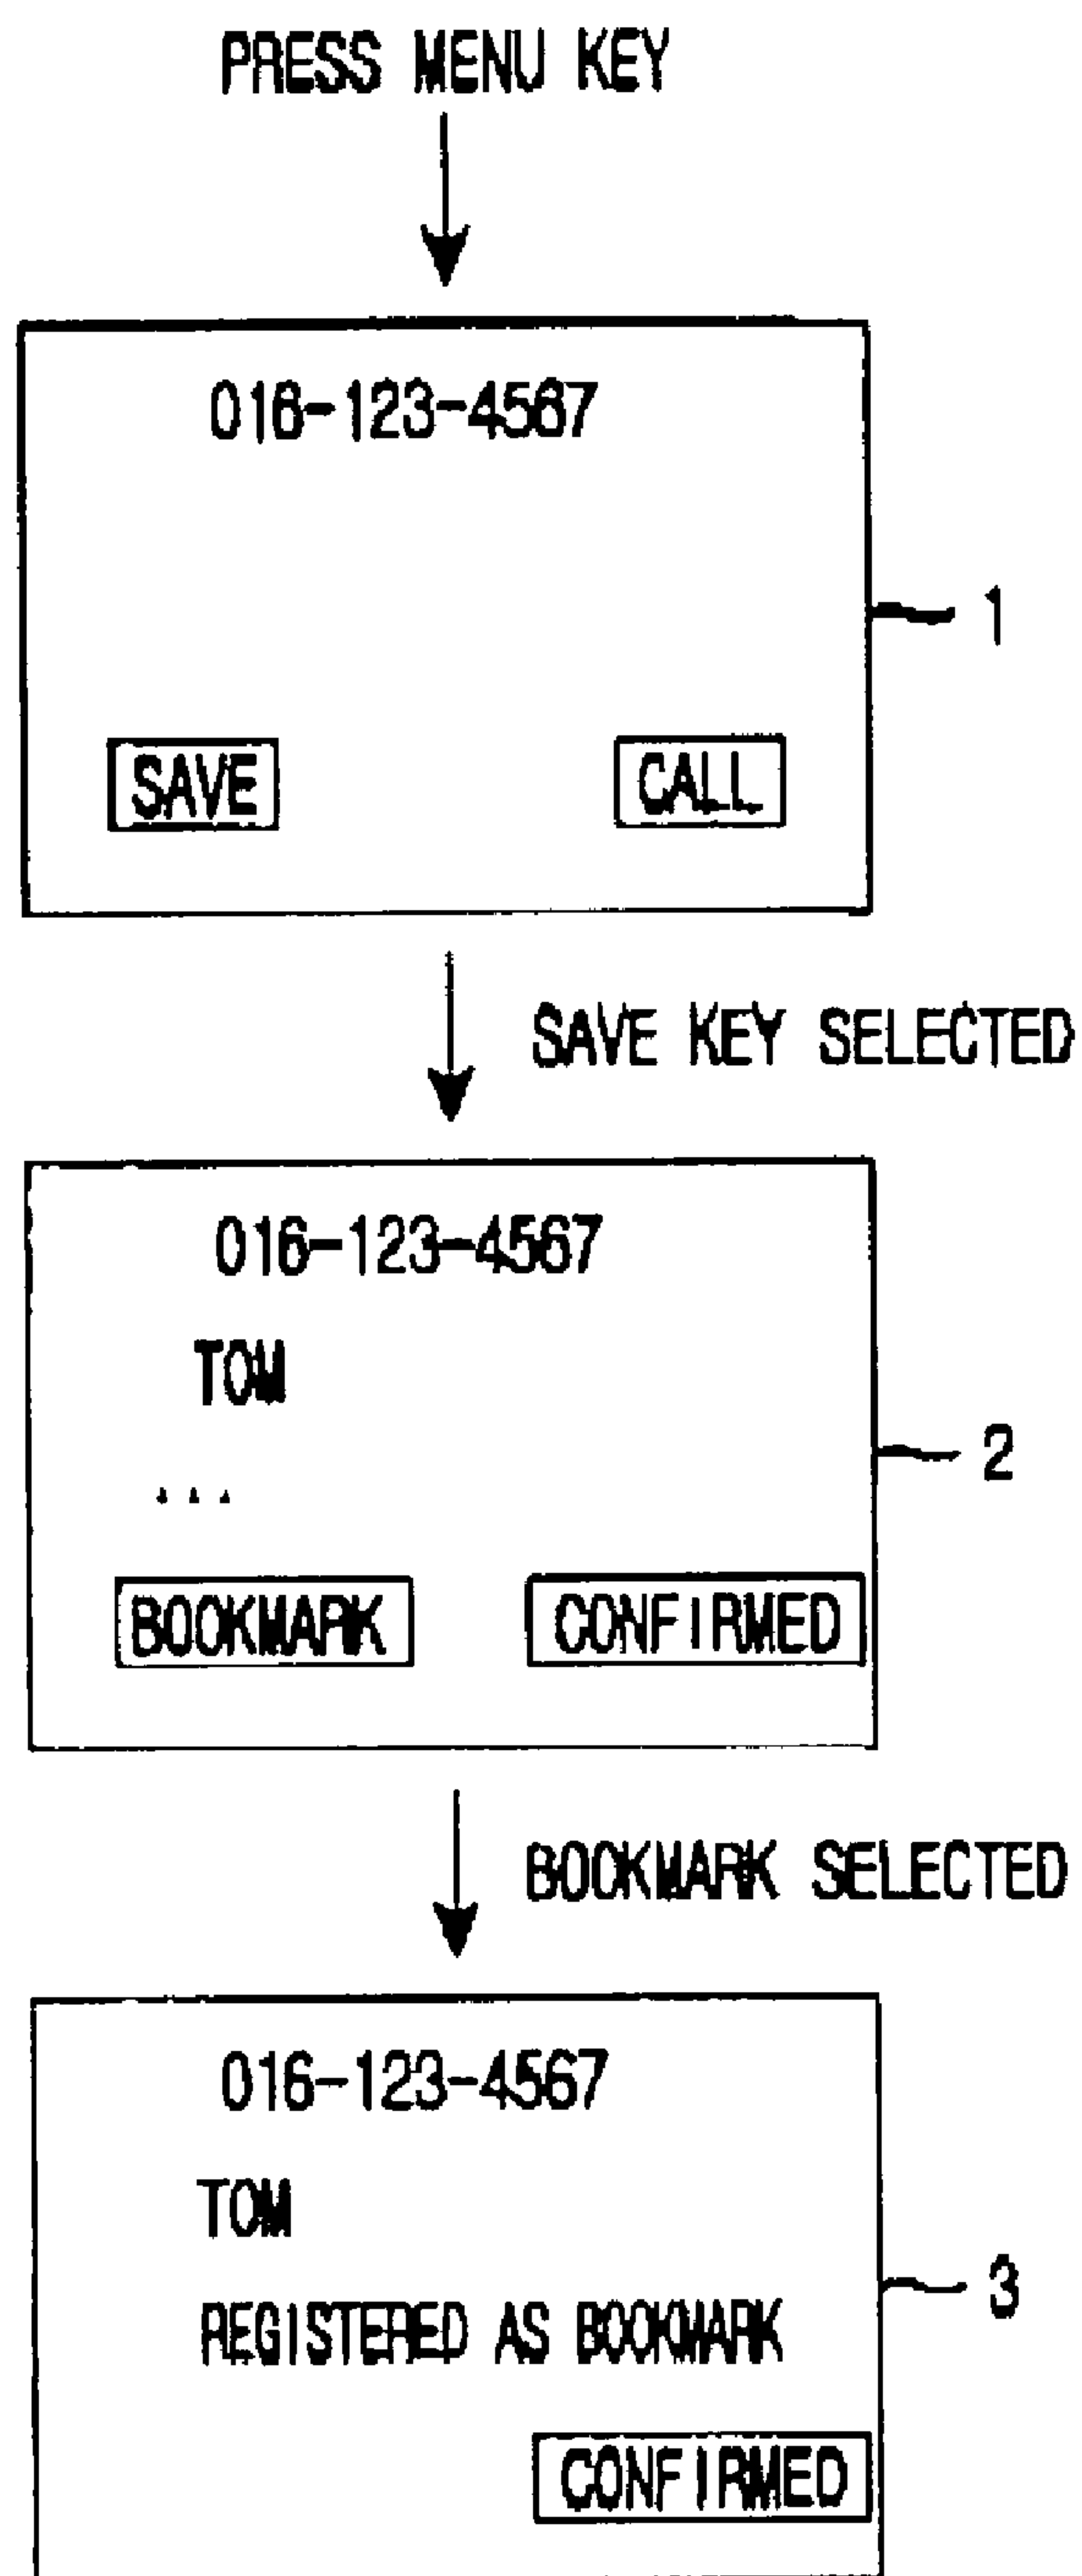 PRESS MENU KEY
016-123-4567
1
SAVE CALL
SAVE KEY SELECTED
016-123-4567
TOM
2
...
BOOKMARK CONFIRMED
BOOKMARK SELECTED
016-123-4567
TOM
3
REGISTERED AS BOOKMARK
CONFIRMED